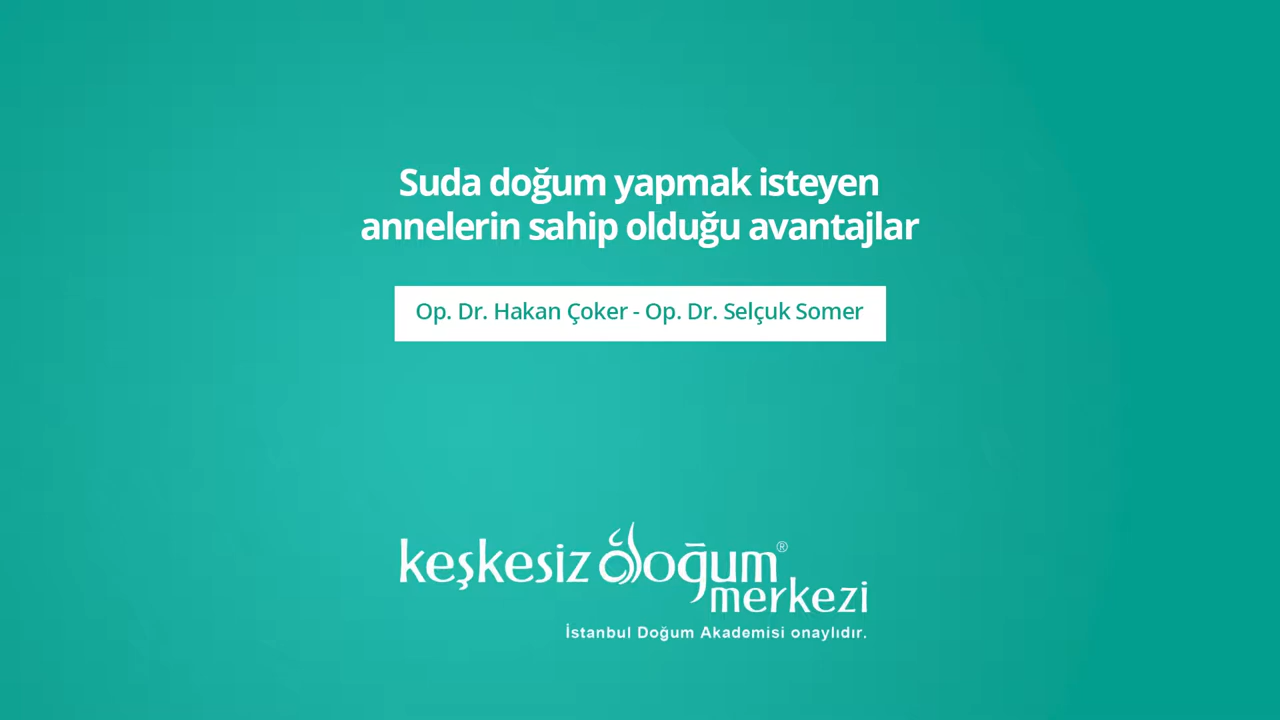 Suda doğum yapmak isteyen
annelerin sahip olduğu avantajlar
Op. Dr. Hakan Çoker - Op. Dr. Selçuk Somer
keşkesiz doğum®
merkezi
İstanbul Doğum Akademisi onaylıdır.